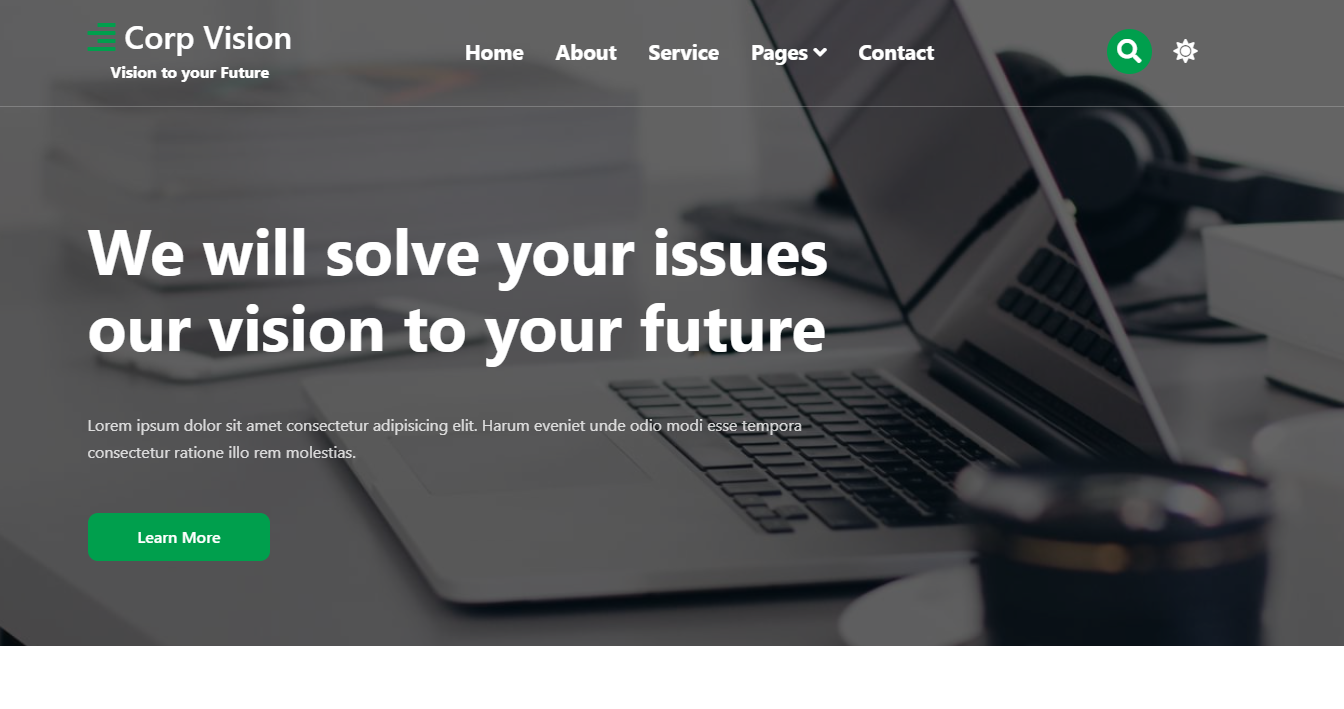 Corp Vision
Vision to your Future
Home About Service Pages Contact
We will solve your issues
our vision to your future
Lorem ipsum dolor sit amet consectetur adipisicing elit. Harum eveniet unde odio modi esse tempora
consectetur ratione illo rem molestias.
Learn More